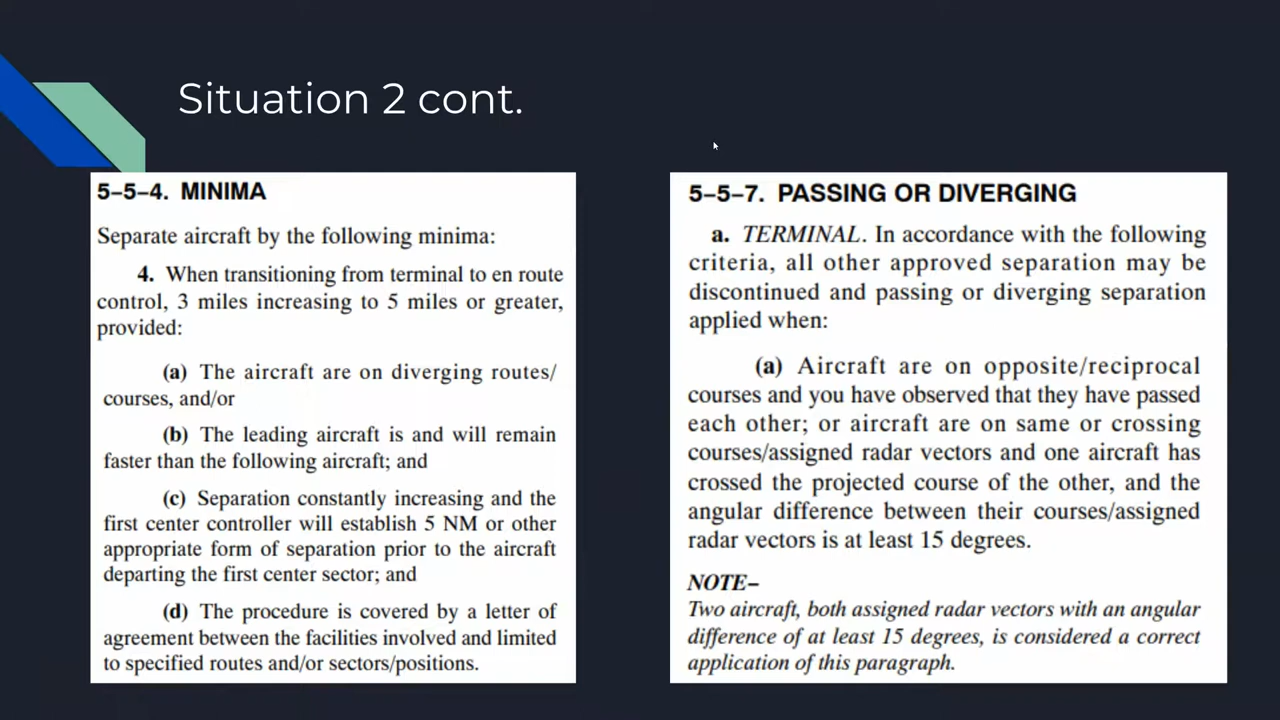 Situation 2 cont.
5–5–4. MINIMA
Separate aircraft by the following minima:
4. When transitioning from terminal to en route
control, 3 miles increasing to 5 miles or greater,
provided:
(a) The aircraft are on diverging routes/
courses, and/or
(b) The leading aircraft is and will remain
faster than the following aircraft; and
(c) Separation constantly increasing and the
first center controller will establish 5 NM or other
appropriate form of separation prior to the aircraft
departing the first center sector; and
(d) The procedure is covered by a letter of
agreement between the facilities involved and limited
to specified routes and/or sectors/positions.
5–5–7. PASSING OR DIVERGING
a. TERMINAL. In accordance with the following
criteria, all other approved separation may be
discontinued and passing or diverging separation
applied when:
(a) Aircraft are on opposite/reciprocal
courses and you have observed that they have passed
each other; or aircraft are on same or crossing
courses/assigned radar vectors and one aircraft has
crossed the projected course of the other, and the
angular difference between their courses/assigned
radar vectors is at least 15 degrees.
NOTE–
Two aircraft, both assigned radar vectors with an angular
difference of at least 15 degrees, is considered a correct
application of this paragraph.